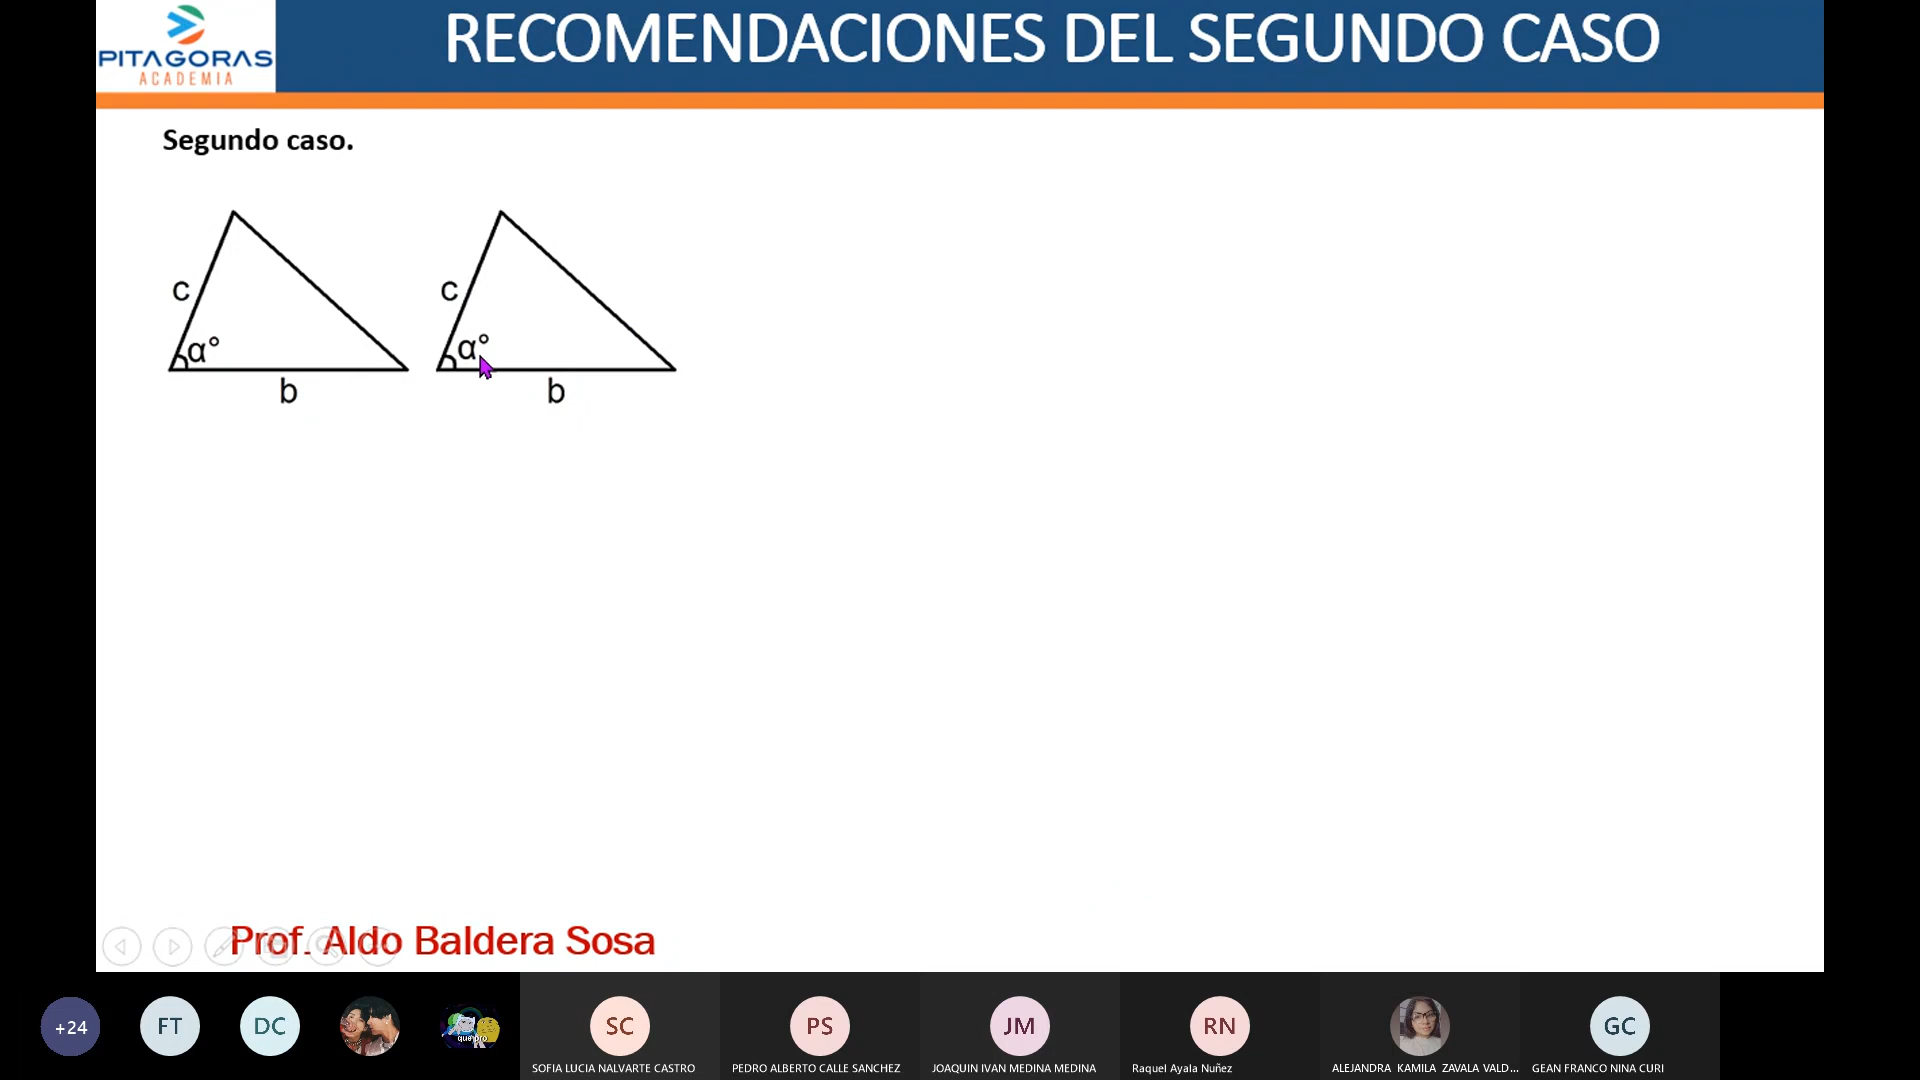 PITAGORAS
ACADEMIA
RECOMENDACIONES DEL SEGUNDO CASO
Segundo caso.
c
α°
b
c
α°
b
Prof. Aldo Baldera Sosa
+24
FT
DC
que pro
SC
PS
JM
RN
GC
SOFIA LUCIA NALVARTE CASTRO
PEDRO ALBERTO CALLE SANCHEZ
JOAQUIN IVAN MEDINA MEDINA
Raquel Ayala Nuñez
ALEJANDRA KAMILA ZAVALA VALD...
GEAN FRANCO NINA CURI